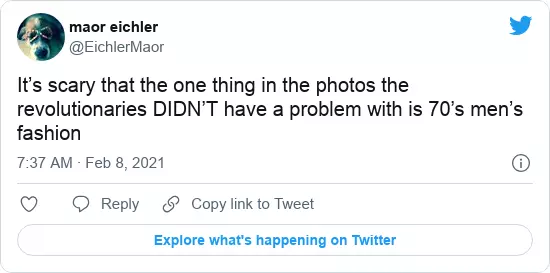 maor eichler
@EichlerMaor
It’s scary that the one thing in the photos the
revolutionaries DIDN’T have a problem with is 70’s men’s
fashion
7:37 AM · Feb 8, 2021
Reply Copy link to Tweet
Explore what's happening on Twitter